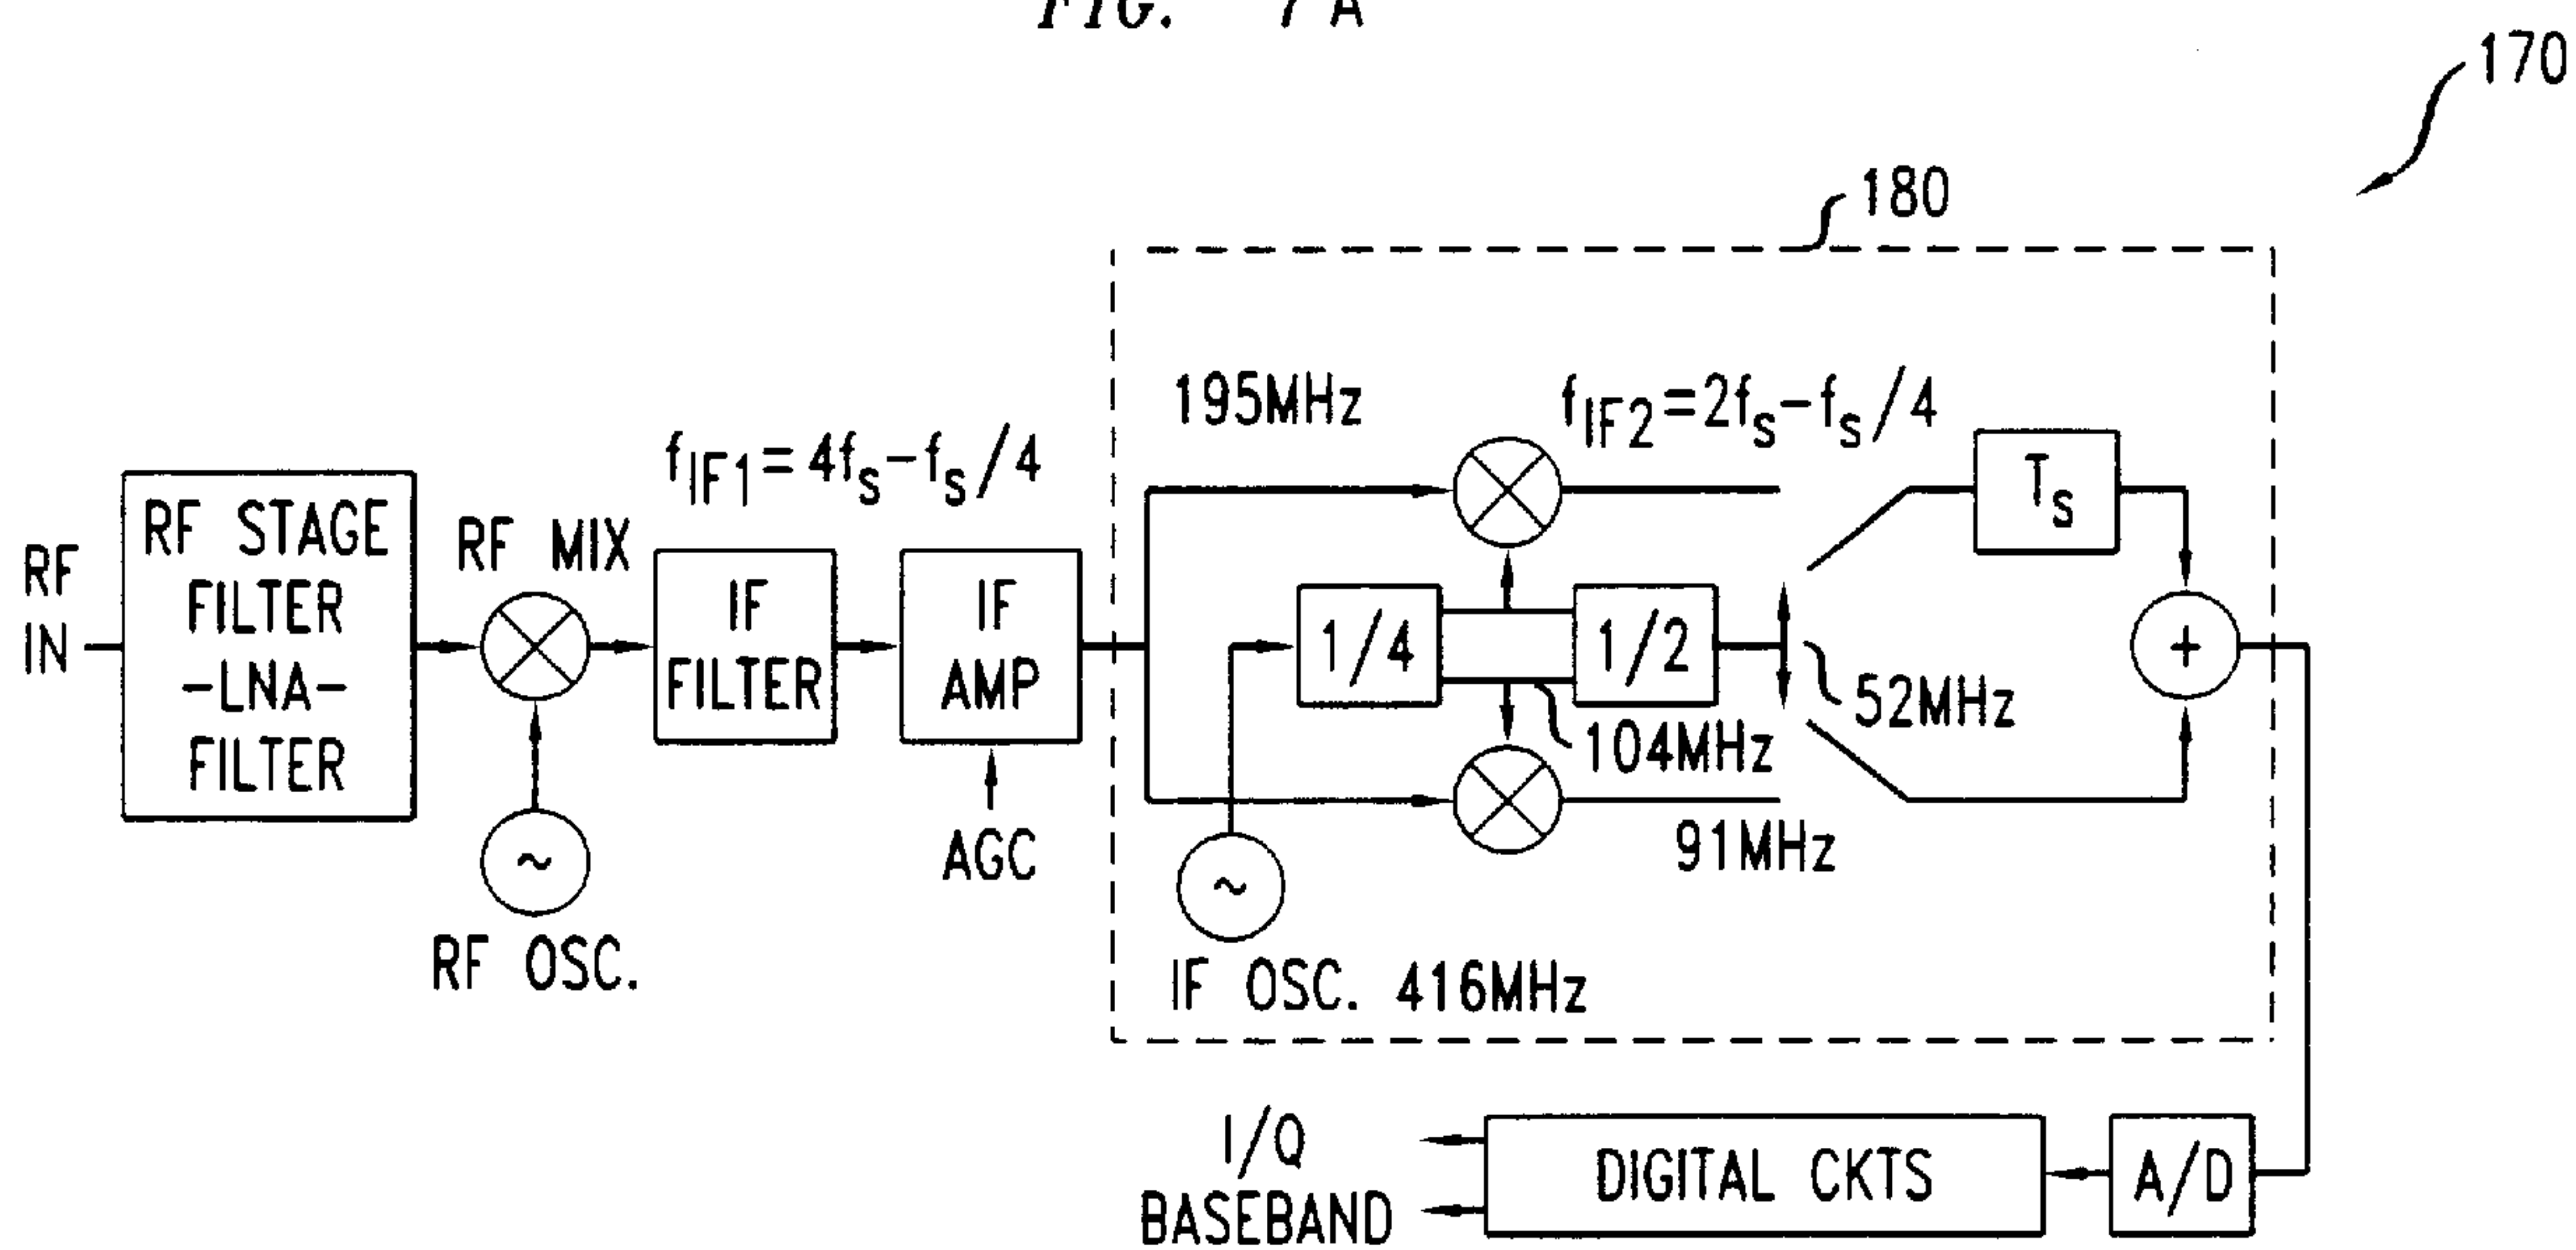 FIG. 7A
170
180
RF
IN
RF STAGE
FILTER
-LNA-
FILTER
RF MIX
~
RF OSC.
f_IF1=4f_s-f_s/4
IF
FILTER
IF
AMP
AGC
195MHz
f_IF2=2f_s-f_s/4
1/4
1/2
104MHz
52MHz
91MHz
~
IF OSC. 416MHz
T_s
+
A/D
DIGITAL CKTS
I/Q
BASEBAND